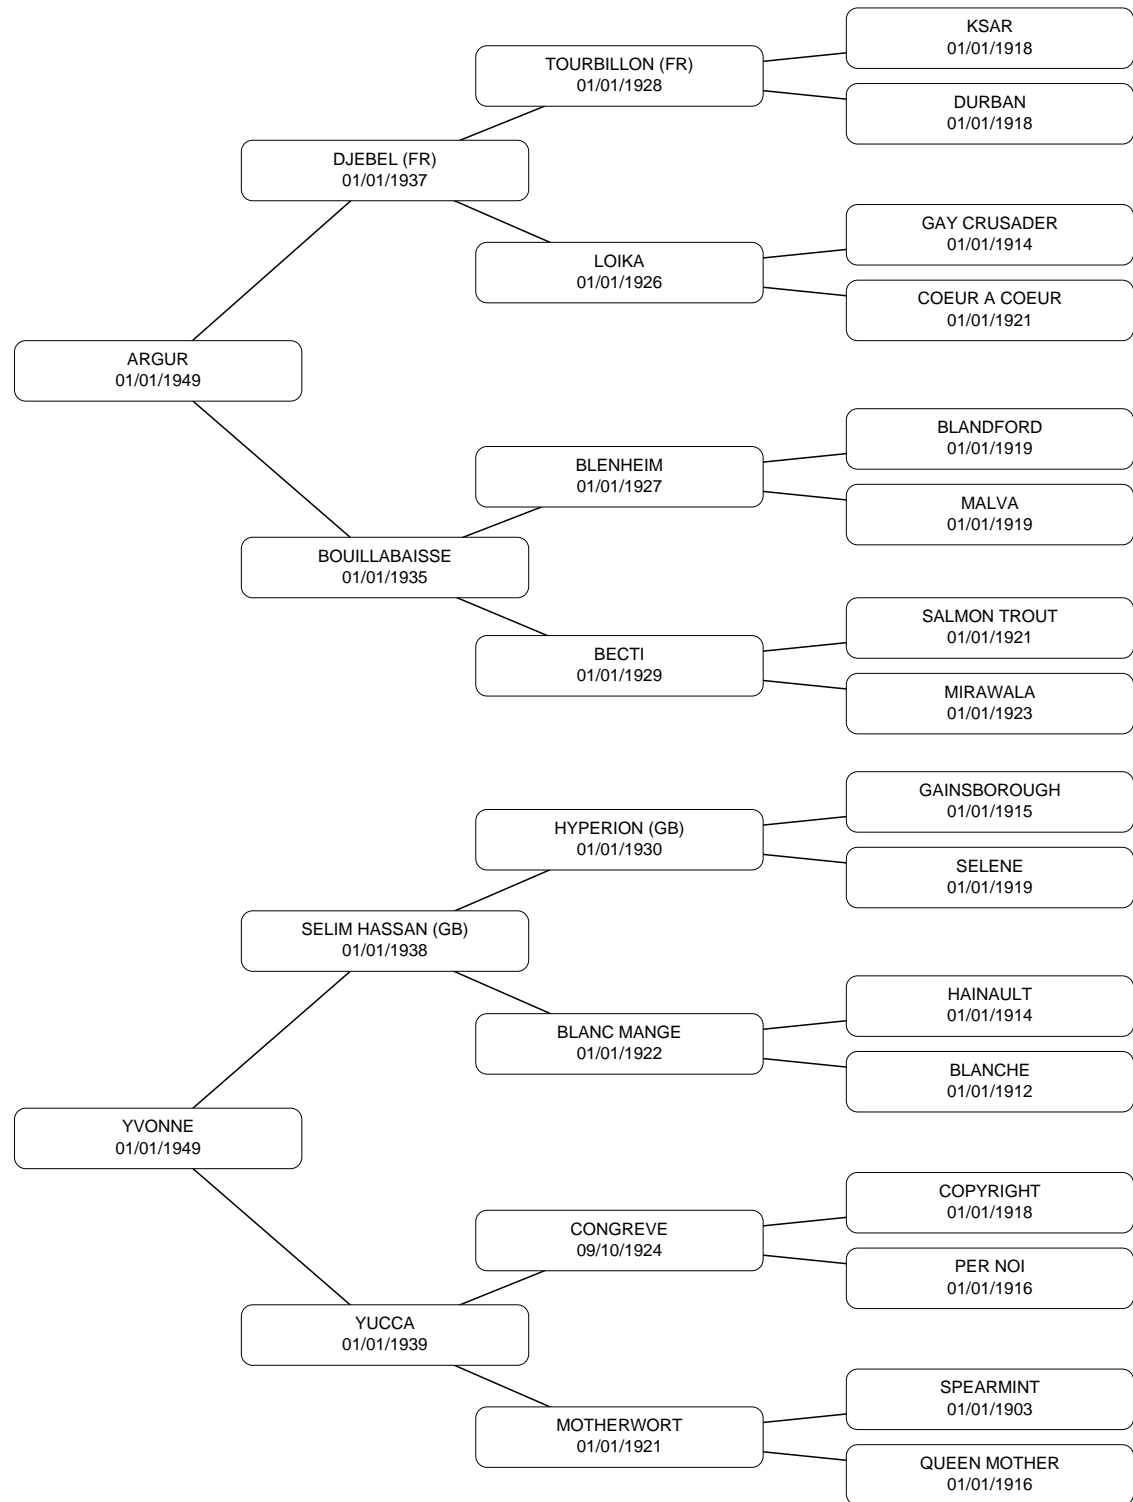 KSAR
01/01/1918
TOURBILLON (FR)
01/01/1928
DURBAN
01/01/1918
DJEBEL (FR)
01/01/1937
GAY CRUSADER
01/01/1914
LOIKA
01/01/1926
COEUR A COEUR
01/01/1921
ARGUR
01/01/1949
BLANDFORD
01/01/1919
BLENHEIM
01/01/1927
MALVA
01/01/1919
BOUILLABAISSE
01/01/1935
SALMON TROUT
01/01/1921
BECTI
01/01/1929
MIRAWALA
01/01/1923
GAINSBOROUGH
01/01/1915
HYPERION (GB)
01/01/1930
SELENE
01/01/1919
SELIM HASSAN (GB)
01/01/1938
HAINAULT
01/01/1914
BLANC MANGE
01/01/1922
BLANCHE
01/01/1912
YVONNE
01/01/1949
COPYRIGHT
01/01/1918
CONGREVE
09/10/1924
PER NOI
01/01/1916
YUCCA
01/01/1939
SPEARMINT
01/01/1903
MOTHERWORT
01/01/1921
QUEEN MOTHER
01/01/1916